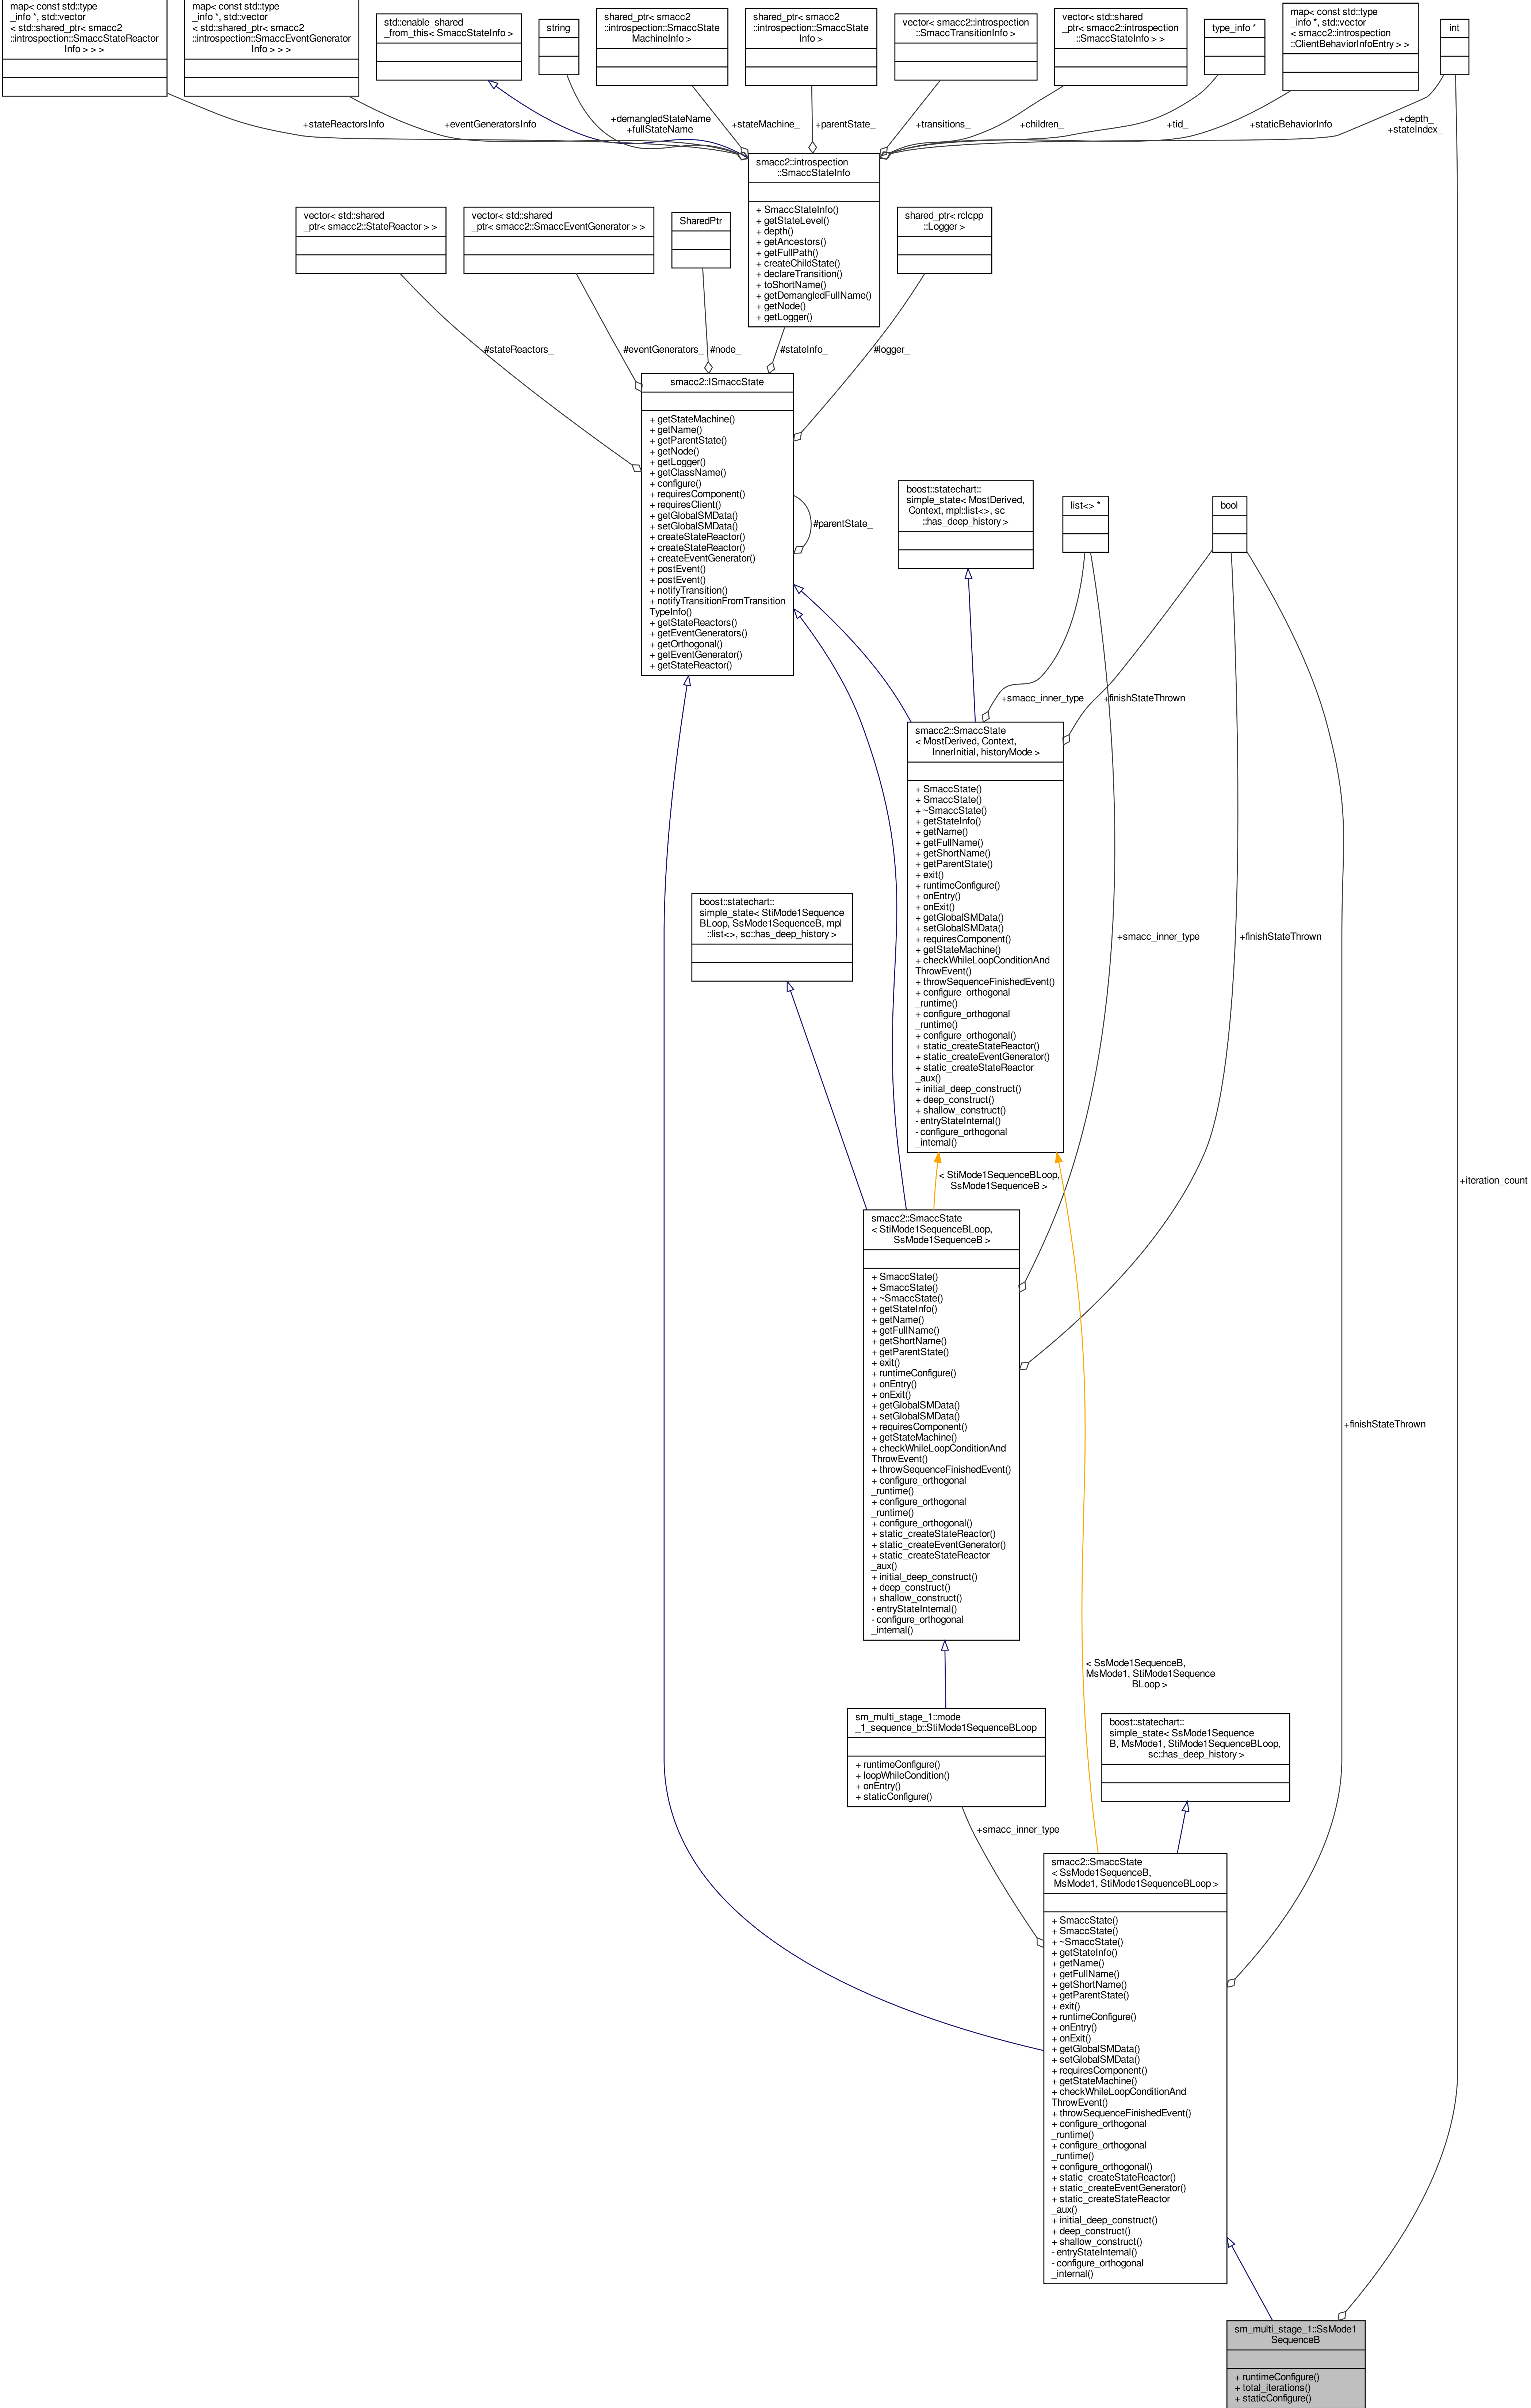 map< const std::type
_info *, std::vector
< std::shared_ptr< smacc2
::introspection::SmaccStateReactor
Info > > >
map< const std::type
_info *, std::vector
< std::shared_ptr< smacc2
::introspection::SmaccEventGenerator
Info > > >
std::enable_shared
_from_this< SmaccStateInfo >
string
shared_ptr< smacc2
::introspection::SmaccState
MachineInfo >
shared_ptr< smacc2
::introspection::SmaccState
Info >
vector< smacc2::introspection
::SmaccTransitionInfo >
vector< std::shared
_ptr< smacc2::introspection
::SmaccStateInfo > >
type_info *
map< const std::type
_info *, std::vector
< smacc2::introspection
::ClientBehaviorInfoEntry > >
int
+stateReactorsInfo
+eventGeneratorsInfo
+demangledStateName
+fullStateName
+stateMachine_
+parentState_
+transitions_
+children_
+tid_
+staticBehaviorInfo
+depth_
+stateIndex_
smacc2::introspection
::SmaccStateInfo
+ SmaccStateInfo()
+ getStateLevel()
+ depth()
+ getAncestors()
+ getFullPath()
+ createChildState()
+ declareTransition()
+ toShortName()
+ getDemangledFullName()
+ getNode()
+ getLogger()
vector< std::shared
_ptr< smacc2::StateReactor > >
vector< std::shared
_ptr< smacc2::SmaccEventGenerator > >
SharedPtr
shared_ptr< rclcpp
::Logger >
#stateReactors_
#eventGenerators_
#node_
#stateInfo_
#logger_
smacc2::ISmaccState
+ getStateMachine()
+ getName()
+ getParentState()
+ getNode()
+ getLogger()
+ getClassName()
+ configure()
+ requiresComponent()
+ requiresClient()
+ getGlobalSMData()
+ setGlobalSMData()
+ createStateReactor()
+ createStateReactor()
+ createEventGenerator()
+ postEvent()
+ postEvent()
+ notifyTransition()
+ notifyTransitionFromTransition
TypeInfo()
+ getStateReactors()
+ getEventGenerators()
+ getOrthogonal()
+ getEventGenerator()
+ getStateReactor()
#parentState_
boost::statechart::
simple_state< MostDerived,
Context, mpl::list<>, sc
::has_deep_history >
list<> *
bool
+smacc_inner_type
+finishStateThrown
smacc2::SmaccState
< MostDerived, Context,
InnerInitial, historyMode >
+ SmaccState()
+ SmaccState()
+ ~SmaccState()
+ getStateInfo()
+ getName()
+ getFullName()
+ getShortName()
+ getParentState()
+ exit()
+ runtimeConfigure()
+ onEntry()
+ onExit()
+ getGlobalSMData()
+ setGlobalSMData()
+ requiresComponent()
+ getStateMachine()
+ checkWhileLoopConditionAnd
ThrowEvent()
+ throwSequenceFinishedEvent()
+ configure_orthogonal
_runtime()
+ configure_orthogonal
_runtime()
+ configure_orthogonal()
+ static_createStateReactor()
+ static_createEventGenerator()
+ static_createStateReactor
_aux()
+ initial_deep_construct()
+ deep_construct()
+ shallow_construct()
- entryStateInternal()
- configure_orthogonal
_internal()
boost::statechart::
simple_state< StiMode1Sequence
BLoop, SsMode1SequenceB, mpl
::list<>, sc::has_deep_history >
+smacc_inner_type
+finishStateThrown
< StiMode1SequenceBLoop,
SsMode1SequenceB >
+iteration_count
smacc2::SmaccState
< StiMode1SequenceBLoop,
SsMode1SequenceB >
+ SmaccState()
+ SmaccState()
+ ~SmaccState()
+ getStateInfo()
+ getName()
+ getFullName()
+ getShortName()
+ getParentState()
+ exit()
+ runtimeConfigure()
+ onEntry()
+ onExit()
+ getGlobalSMData()
+ setGlobalSMData()
+ requiresComponent()
+ getStateMachine()
+ checkWhileLoopConditionAnd
ThrowEvent()
+ throwSequenceFinishedEvent()
+ configure_orthogonal
_runtime()
+ configure_orthogonal
_runtime()
+ configure_orthogonal()
+ static_createStateReactor()
+ static_createEventGenerator()
+ static_createStateReactor
_aux()
+ initial_deep_construct()
+ deep_construct()
+ shallow_construct()
- entryStateInternal()
- configure_orthogonal
_internal()
+finishStateThrown
< SsMode1SequenceB,
MsMode1, StiMode1Sequence
BLoop >
sm_multi_stage_1::mode
_1_sequence_b::StiMode1SequenceBLoop
+ runtimeConfigure()
+ loopWhileCondition()
+ onEntry()
+ staticConfigure()
boost::statechart::
simple_state< SsMode1Sequence
B, MsMode1, StiMode1SequenceBLoop,
sc::has_deep_history >
+smacc_inner_type
smacc2::SmaccState
< SsMode1SequenceB,
MsMode1, StiMode1SequenceBLoop >
+ SmaccState()
+ SmaccState()
+ ~SmaccState()
+ getStateInfo()
+ getName()
+ getFullName()
+ getShortName()
+ getParentState()
+ exit()
+ runtimeConfigure()
+ onEntry()
+ onExit()
+ getGlobalSMData()
+ setGlobalSMData()
+ requiresComponent()
+ getStateMachine()
+ checkWhileLoopConditionAnd
ThrowEvent()
+ throwSequenceFinishedEvent()
+ configure_orthogonal
_runtime()
+ configure_orthogonal
_runtime()
+ configure_orthogonal()
+ static_createStateReactor()
+ static_createEventGenerator()
+ static_createStateReactor
_aux()
+ initial_deep_construct()
+ deep_construct()
+ shallow_construct()
- entryStateInternal()
- configure_orthogonal
_internal()
sm_multi_stage_1::SsMode1
SequenceB
+ runtimeConfigure()
+ total_iterations()
+ staticConfigure()